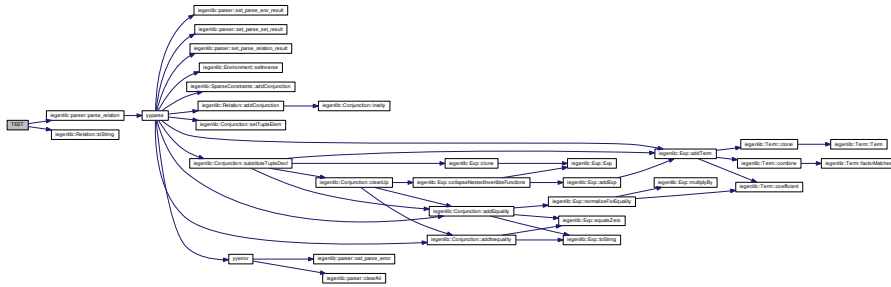 iegenlib::parser::set_parse_env_result
iegenlib::parser::set_parse_set_result
iegenlib::parser::set_parse_relation_result
iegenlib::Environment::setInverse
iegenlib::SparseConstraints::addConjunction
iegenlib::parser::parse_relation
yyparse
iegenlib::Relation::addConjunction
iegenlib::Conjunction::inarity
TEST
iegenlib::Conjunction::setTupleElem
iegenlib::Relation::toString
iegenlib::Term::clone
iegenlib::Term::Term
iegenlib::Exp::addTerm
iegenlib::Conjunction::substituteTupleDecl
iegenlib::Exp::clone
iegenlib::Exp::Exp
iegenlib::Term::combine
iegenlib::Term::factorMatches
iegenlib::Conjunction::cleanUp
iegenlib::Exp::collapseNestedInvertibleFunctions
iegenlib::Exp::addExp
iegenlib::Exp::multiplyBy
iegenlib::Term::coefficient
iegenlib::Exp::normalizeForEquality
iegenlib::Conjunction::addEquality
iegenlib::Exp::equalsZero
iegenlib::Conjunction::addInequality
iegenlib::Exp::toString
yyerror
iegenlib::parser::set_parse_error
iegenlib::parser::clearAll